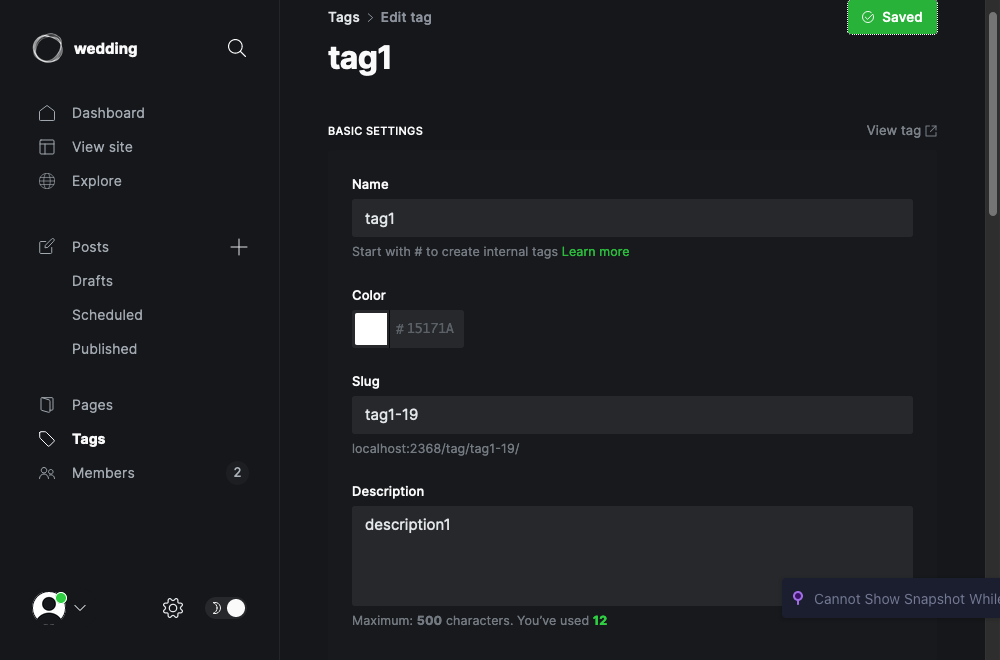 wedding
Dashboard
View site
Explore
Posts
Drafts
Scheduled
Published
Pages
Tags
Members
2
Tags > Edit tag
Saved
tag1
BASIC SETTINGS
View tag
Name
tag1
Start with # to create internal tags Learn more
Color
# 15171A
Slug
tag1-19
localhost:2368/tag/tag1-19/
Description
description1
Maximum: 500 characters. You've used 12
Cannot Show Snapshot While